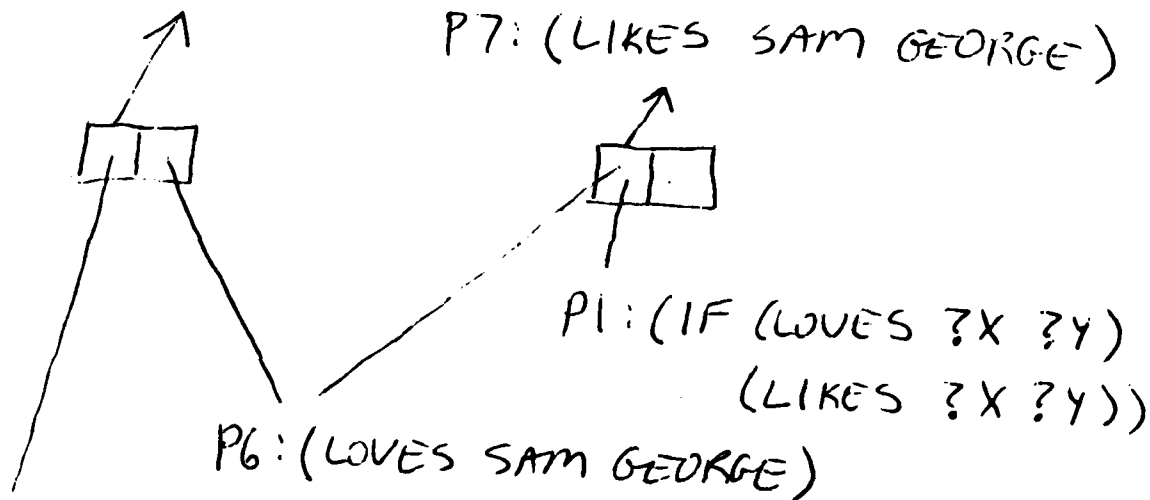 P7: (LIKES SAM GEORGE)
P1: (IF (LOVES ?X ?Y)
(LIKES ?X ?Y))
P6: (LOVES SAM GEORGE)